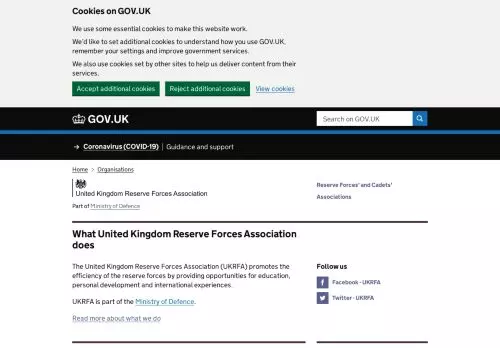 Cookies on GOV.UK
We use some essential cookies to make this website work.
We'd like to set additional cookies to understand how you use GOV.UK,
remember your settings and improve government services.
We also use cookies set by other sites to help us deliver content from their
services.
Accept additional cookies Reject additional cookies View cookies
GOV.UK Search on GOV.UK
→ Coronavirus (COVID-19) | Guidance and support
Home > Organisations
United Kingdom Reserve Forces Association
Part of Ministry of Defence
Reserve Forces' and Cadets'
Associations
What United Kingdom Reserve Forces Association
does
The United Kingdom Reserve Forces Association (UKRFA) promotes the
efficiency of the reserve forces by providing opportunities for education,
personal development and international experiences.
UKRFA is part of the Ministry of Defence.
Read more about what we do
Follow us
Facebook - UKRFA
Twitter - UKRFA